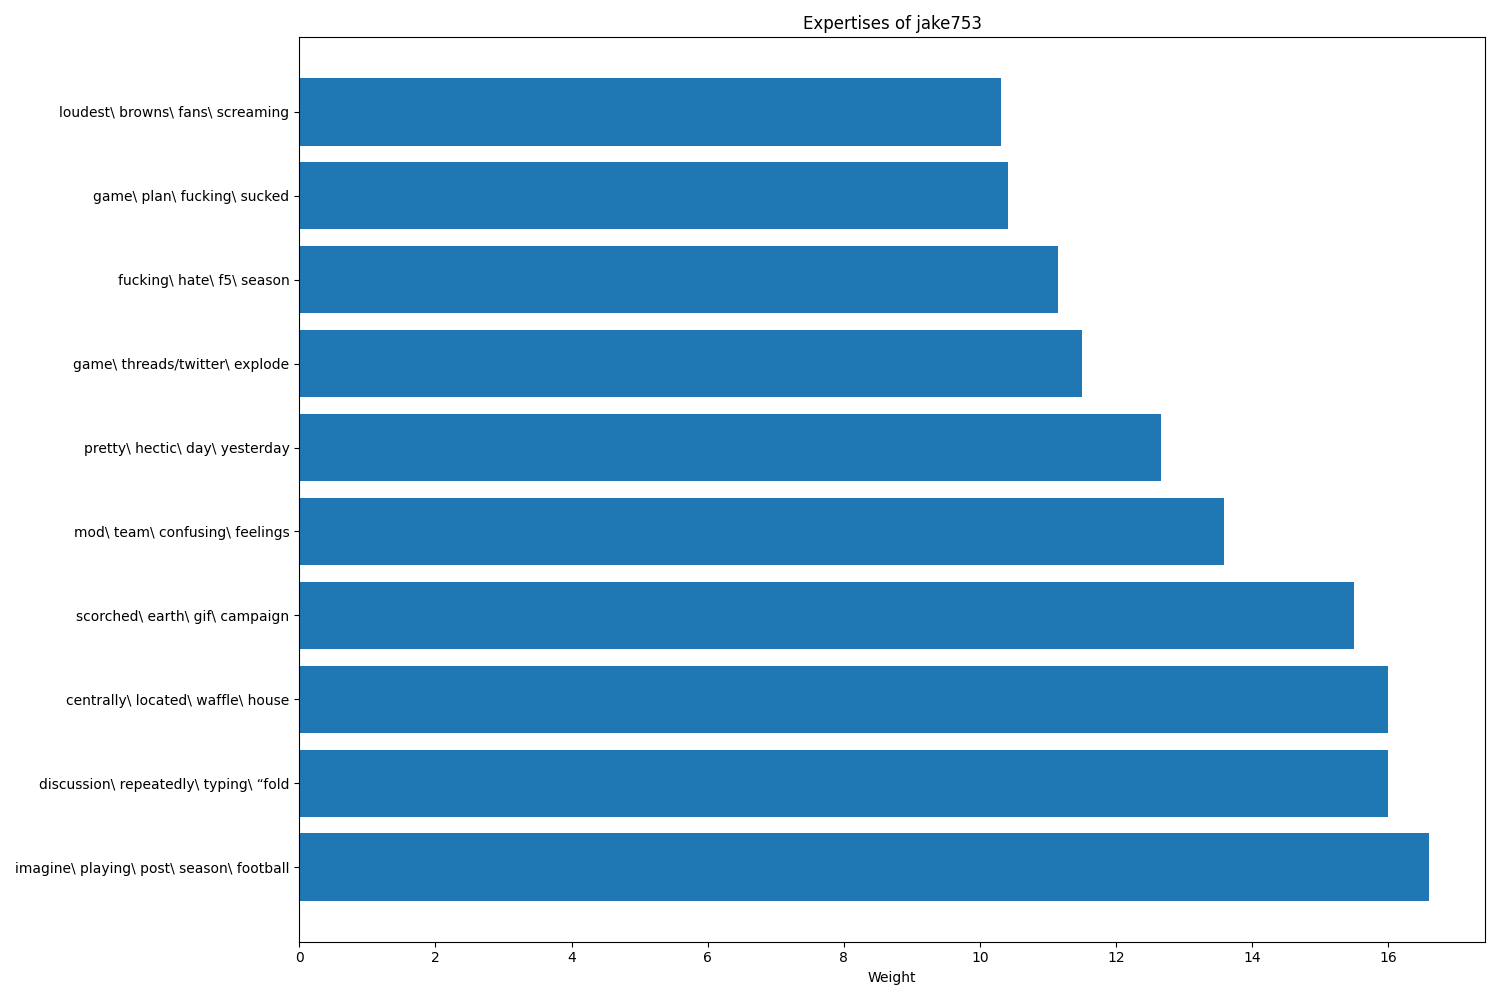 Expertises of jake753
loudest\ browns\ fans\ screaming
game\ plan\ fucking\ sucked
fucking\ hate\ f5\ season
game\ threads/twitter\ explode
pretty\ hectic\ day\ yesterday
mod\ team\ confusing\ feelings
scorched\ earth\ gif\ campaign
centrally\ located\ waffle\ house
discussion\ repeatedly\ typing\ “fold
imagine\ playing\ post\ season\ football
0 2 4 6 8 10 12 14 16
Weight